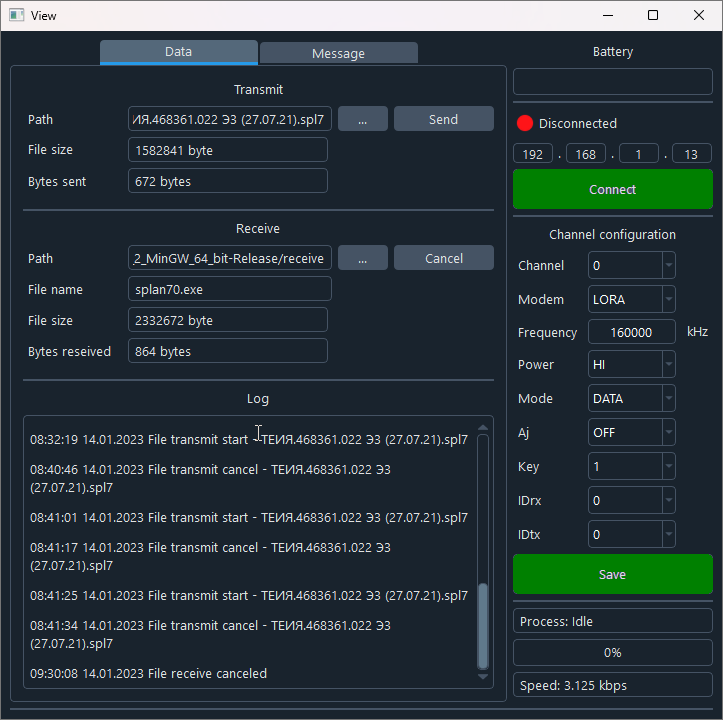 View
Data
Message
Transmit
Path
ИЯ.468361.022 Э3 (27.07.21).spl7
...
Send
File size
1582841 byte
Bytes sent
672 bytes
Receive
Path
2_MinGW_64_bit-Release/receive
...
Cancel
File name
splan70.exe
File size
2332672 byte
Bytes reseived
864 bytes
Log
08:32:19 14.01.2023 File transmit start - ТЕИЯ.468361.022 Э3 (27.07.21).spl7
08:40:46 14.01.2023 File transmit cancel - ТЕИЯ.468361.022 Э3
(27.07.21).spl7
08:41:01 14.01.2023 File transmit start - ТЕИЯ.468361.022 Э3 (27.07.21).spl7
08:41:17 14.01.2023 File transmit cancel - ТЕИЯ.468361.022 Э3
(27.07.21).spl7
08:41:25 14.01.2023 File transmit start - ТЕИЯ.468361.022 Э3 (27.07.21).spl7
08:41:34 14.01.2023 File transmit cancel - ТЕИЯ.468361.022 Э3
(27.07.21).spl7
09:30:08 14.01.2023 File receive canceled
Battery
Disconnected
192 . 168 . 1 . 13
Connect
Channel configuration
Channel
0
Modem
LORA
Frequency
160000
kHz
Power
HI
Mode
DATA
Aj
OFF
Key
1
IDrx
0
IDtx
0
Save
Process: Idle
0%
Speed: 3.125 kbps